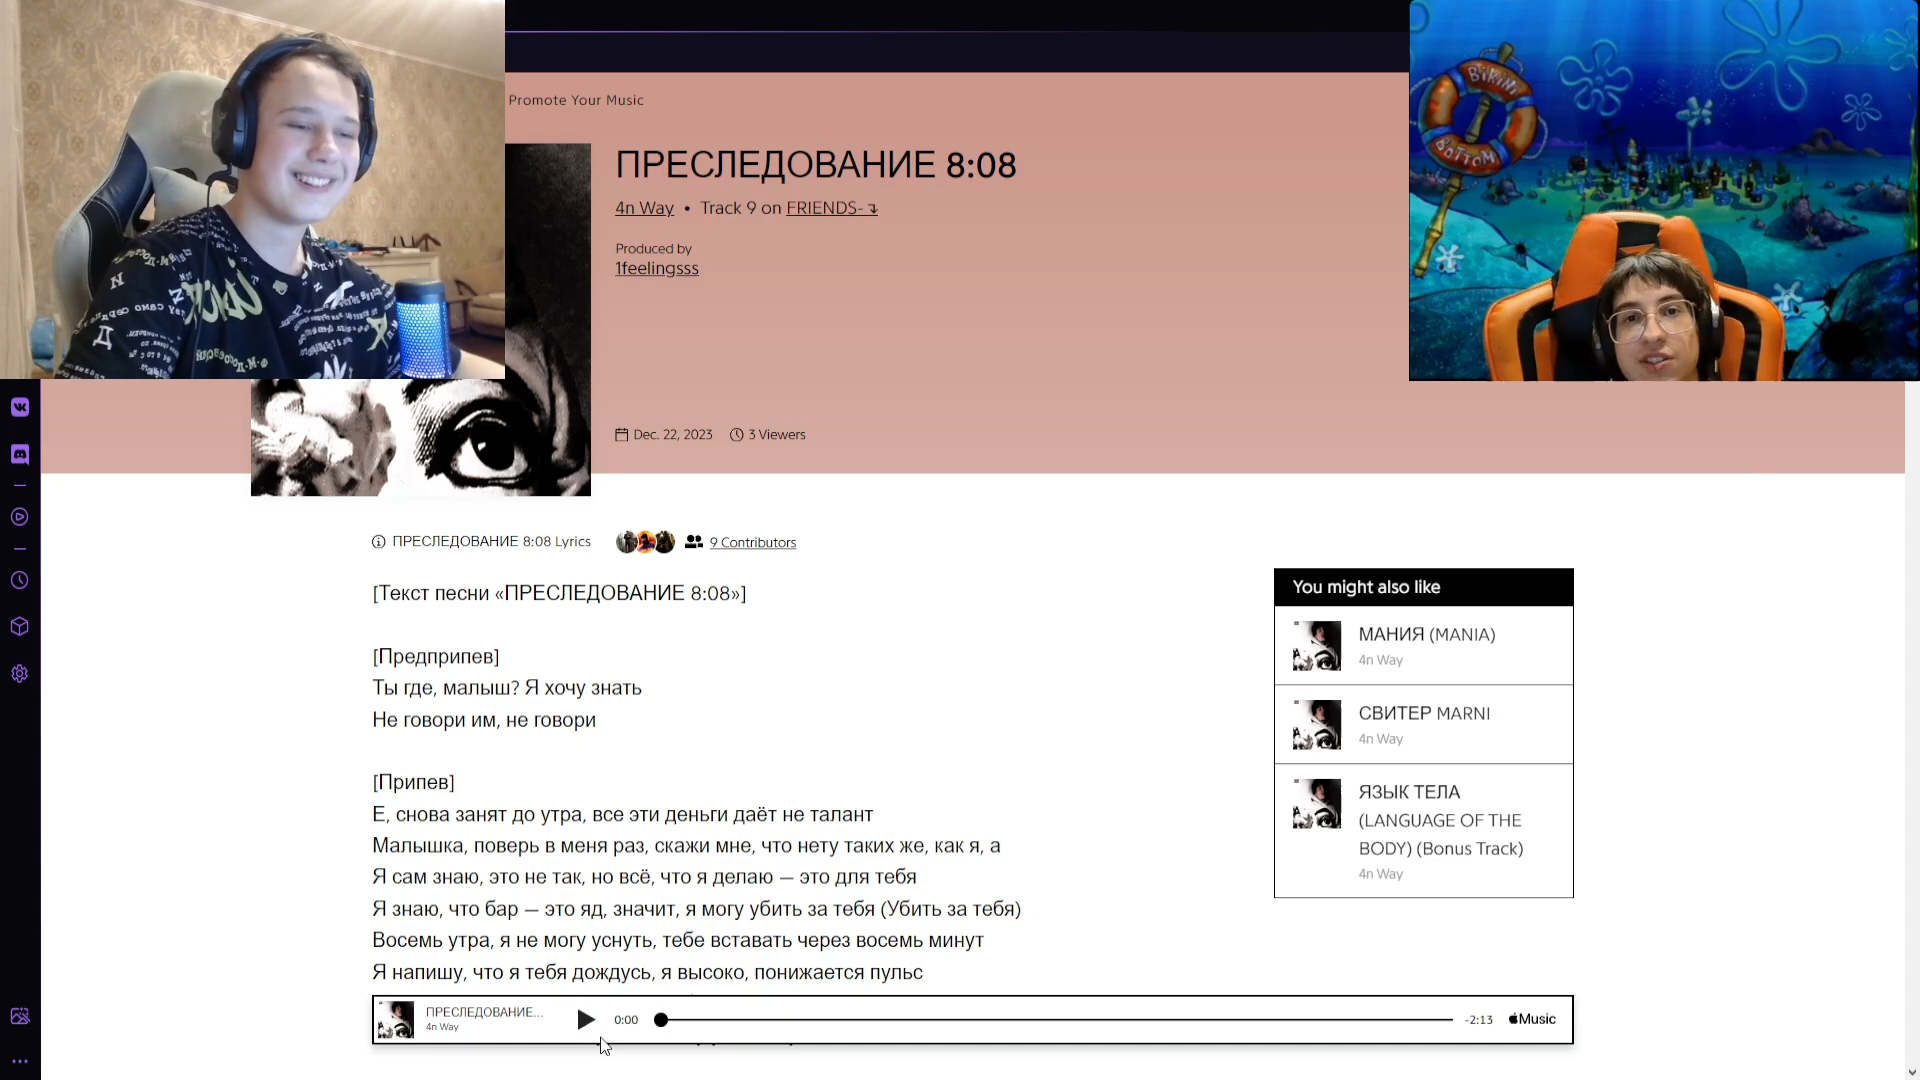 Promote Your Music
ПРЕСЛЕДОВАНИЕ 8:08
4n Way • Track 9 on FRIENDS-
Produced by
1feelingsss
Dec. 22, 2023 3 Viewers
BIKINI
BOTTOM
ПРЕСЛЕДОВАНИЕ 8:08 Lyrics
9 Contributors
[Текст песни «ПРЕСЛЕДОВАНИЕ 8:08»]
[Предприпев]
Ты где, малыш? Я хочу знать
Не говори им, не говори
[Припев]
Е, снова занят до утра, все эти деньги даёт не талант
Малышка, поверь в меня раз, скажи мне, что нету таких же, как я, а
Я сам знаю, это не так, но всё, что я делаю — это для тебя
Я знаю, что бар — это яд, значит, я могу убить за тебя (Убить за тебя)
Восемь утра, я не могу уснуть, тебе вставать через восемь минут
Я напишу, что я тебя дождусь, я высоко, понижается пульс
You might also like
МАНИЯ (MANIA)
4n Way
СВИТЕР MARNI
4n Way
ЯЗЫК ТЕЛА
(LANGUAGE OF THE
BODY) (Bonus Track)
4n Way
ПРЕСЛЕДОВАНИЕ...
4n Way
0:00
-2:13
Music